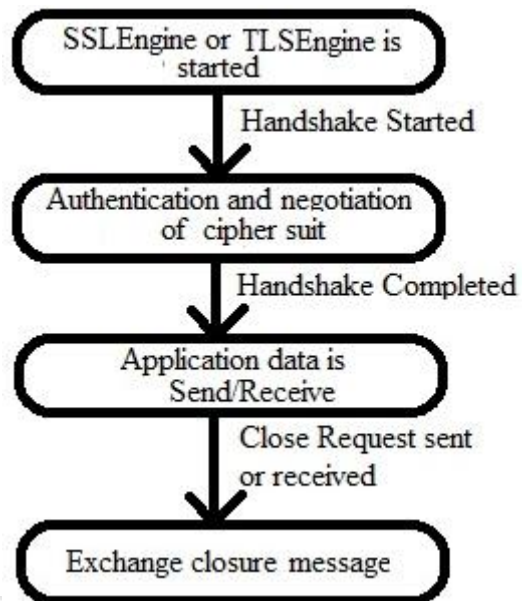 SSLEngine or TLSEngine is
started
Handshake Started
Authentication and negotiation
of cipher suit
Handshake Completed
Application data is
Send/Receive
Close Request sent
or received
Exchange closure message